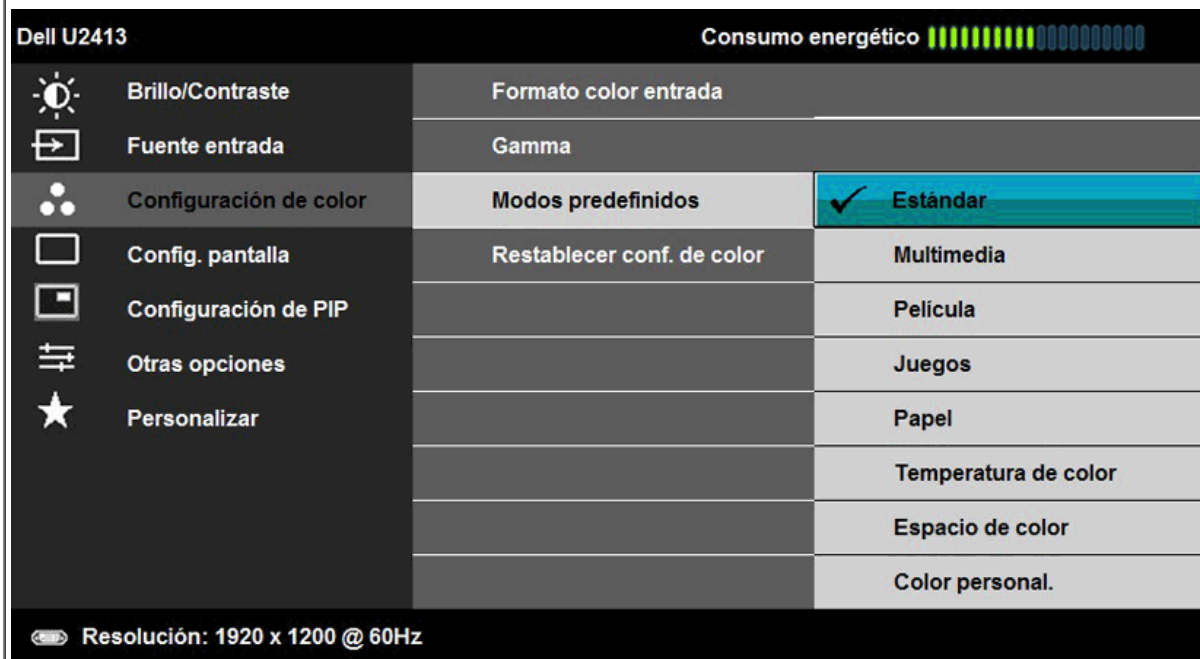 Dell U2413
Consumo energético
Brillo/Contraste
Formato color entrada
Fuente entrada
Gamma
Configuración de color
Modos predefinidos
Estándar
Config. pantalla
Restablecer conf. de color
Multimedia
Configuración de PIP
Película
Otras opciones
Juegos
Personalizar
Papel
Temperatura de color
Espacio de color
Color personal.
Resolución: 1920 x 1200 @ 60Hz